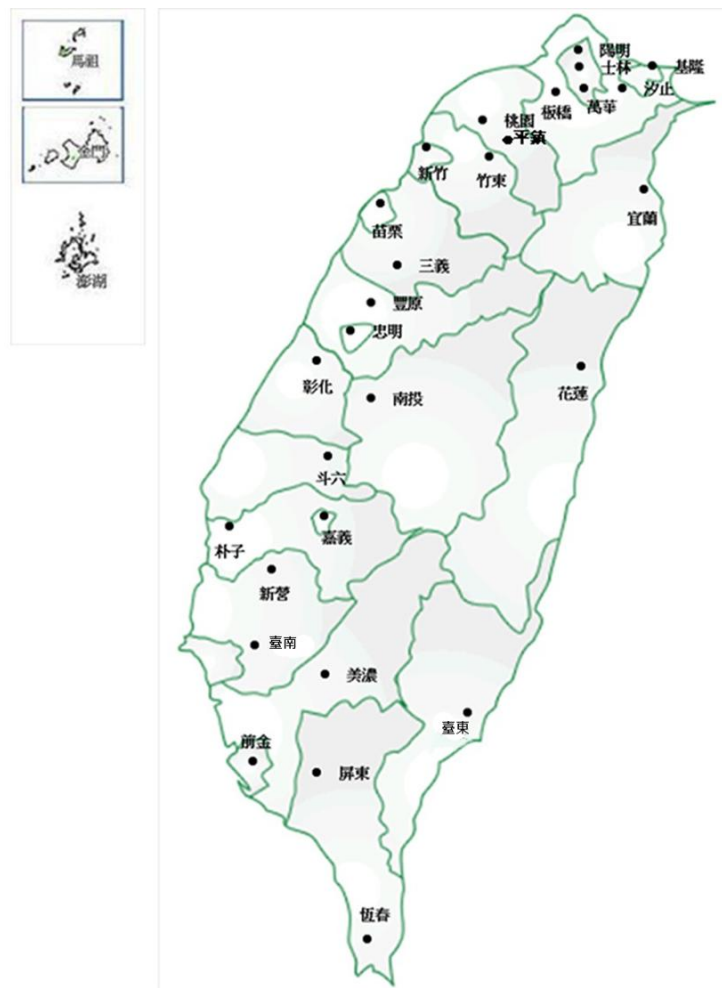 馬祖
金門
澎湖
陽明
士林
基隆
汐止
萬華
板橋
桃園
平鎮
新竹
竹東
宜蘭
苗栗
三義
豐原
忠明
彰化
南投
花蓮
斗六
朴子
嘉義
新營
臺南
美濃
臺東
前金
屏東
恆春